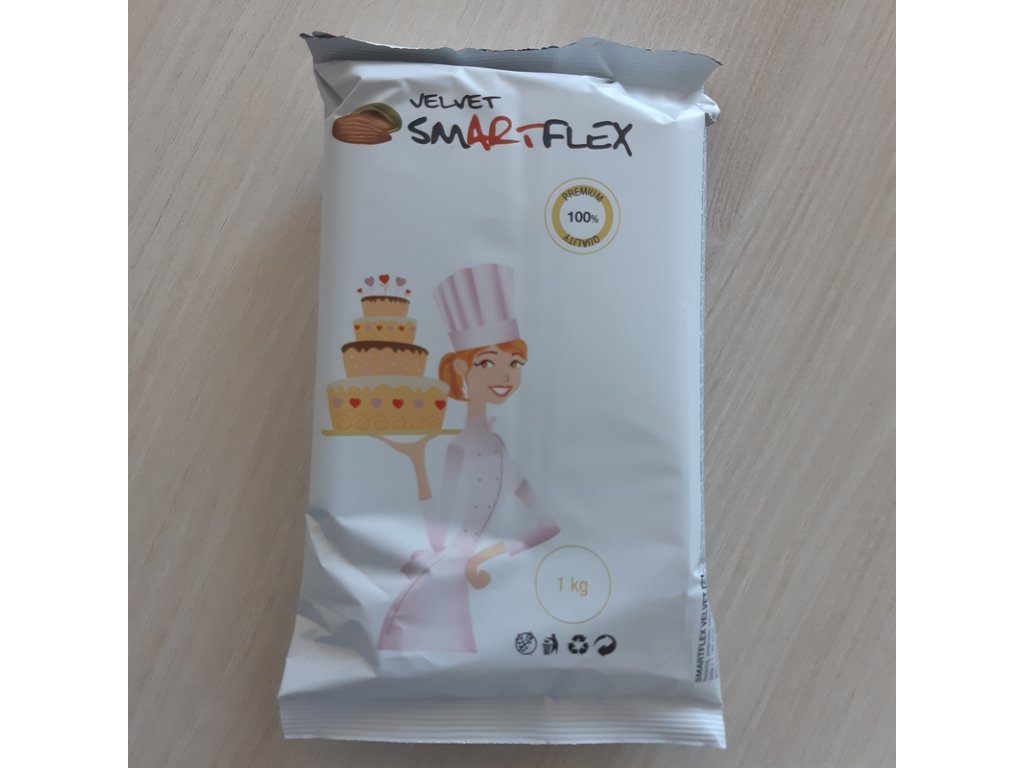 VELVET
SMARTFLEX
PREMIUM
100%
QUALITY
1 kg
SMARTFLEX VELVET